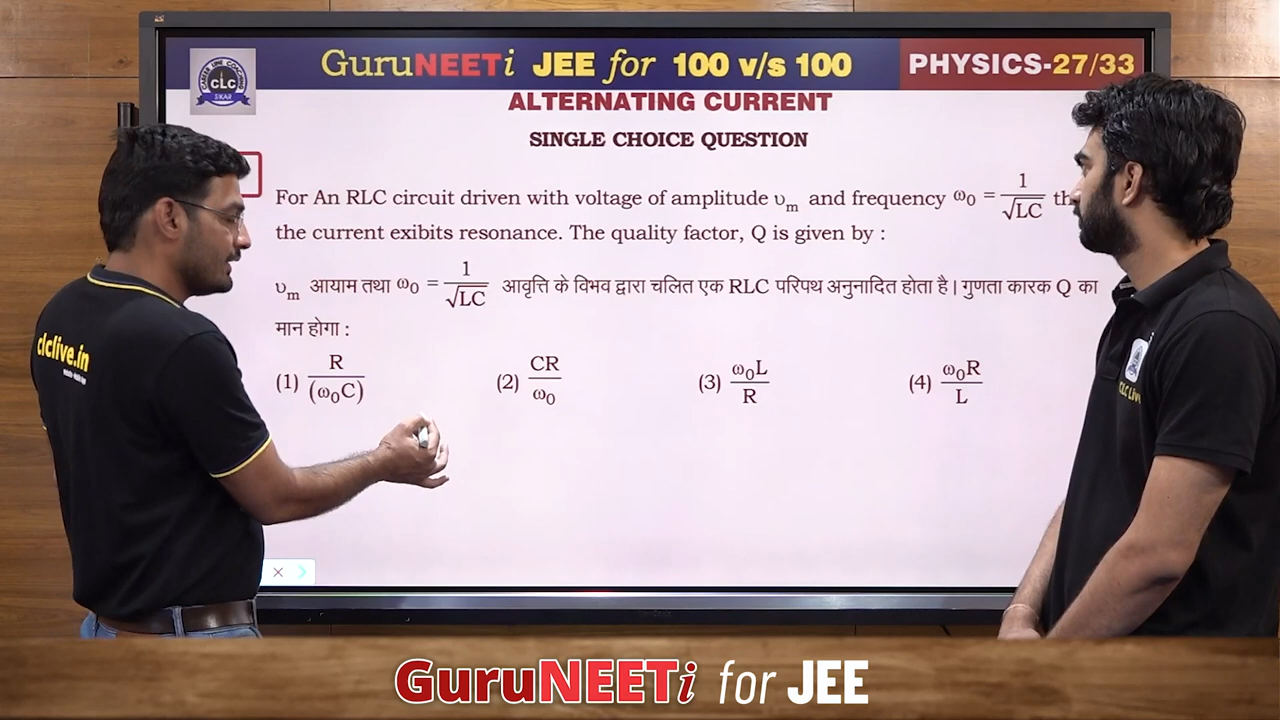 GuruNEETi JEE for 100 v/s 100
PHYSICS-27/33
CLC
SIKAR
ALTERNATING CURRENT
SINGLE CHOICE QUESTION
For An RLC circuit driven with voltage of amplitude υm and frequency ω0 = 1/√LC
the current exibits resonance. The quality factor, Q is given by :
υm आयाम तथा ω0 = 1/√LC आवृत्ति के विभव द्वारा चलित एक RLC परिपथ अनुनादित होता है। गुणता कारक Q का
मान होगा :
(1) R/(ω0C) (2) CR/ω0 (3) ω0L/R (4) ω0R/L
clclive.in
GuruNEETi for JEE